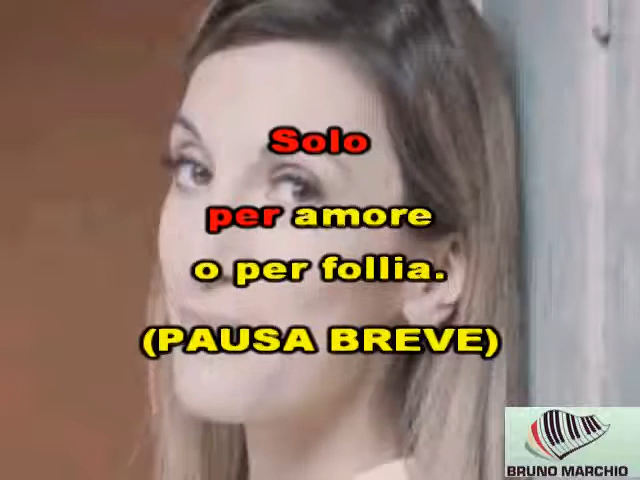 Solo
per amore
o per follia.
(PAUSA BREVE)
BRUNO MARCHIO